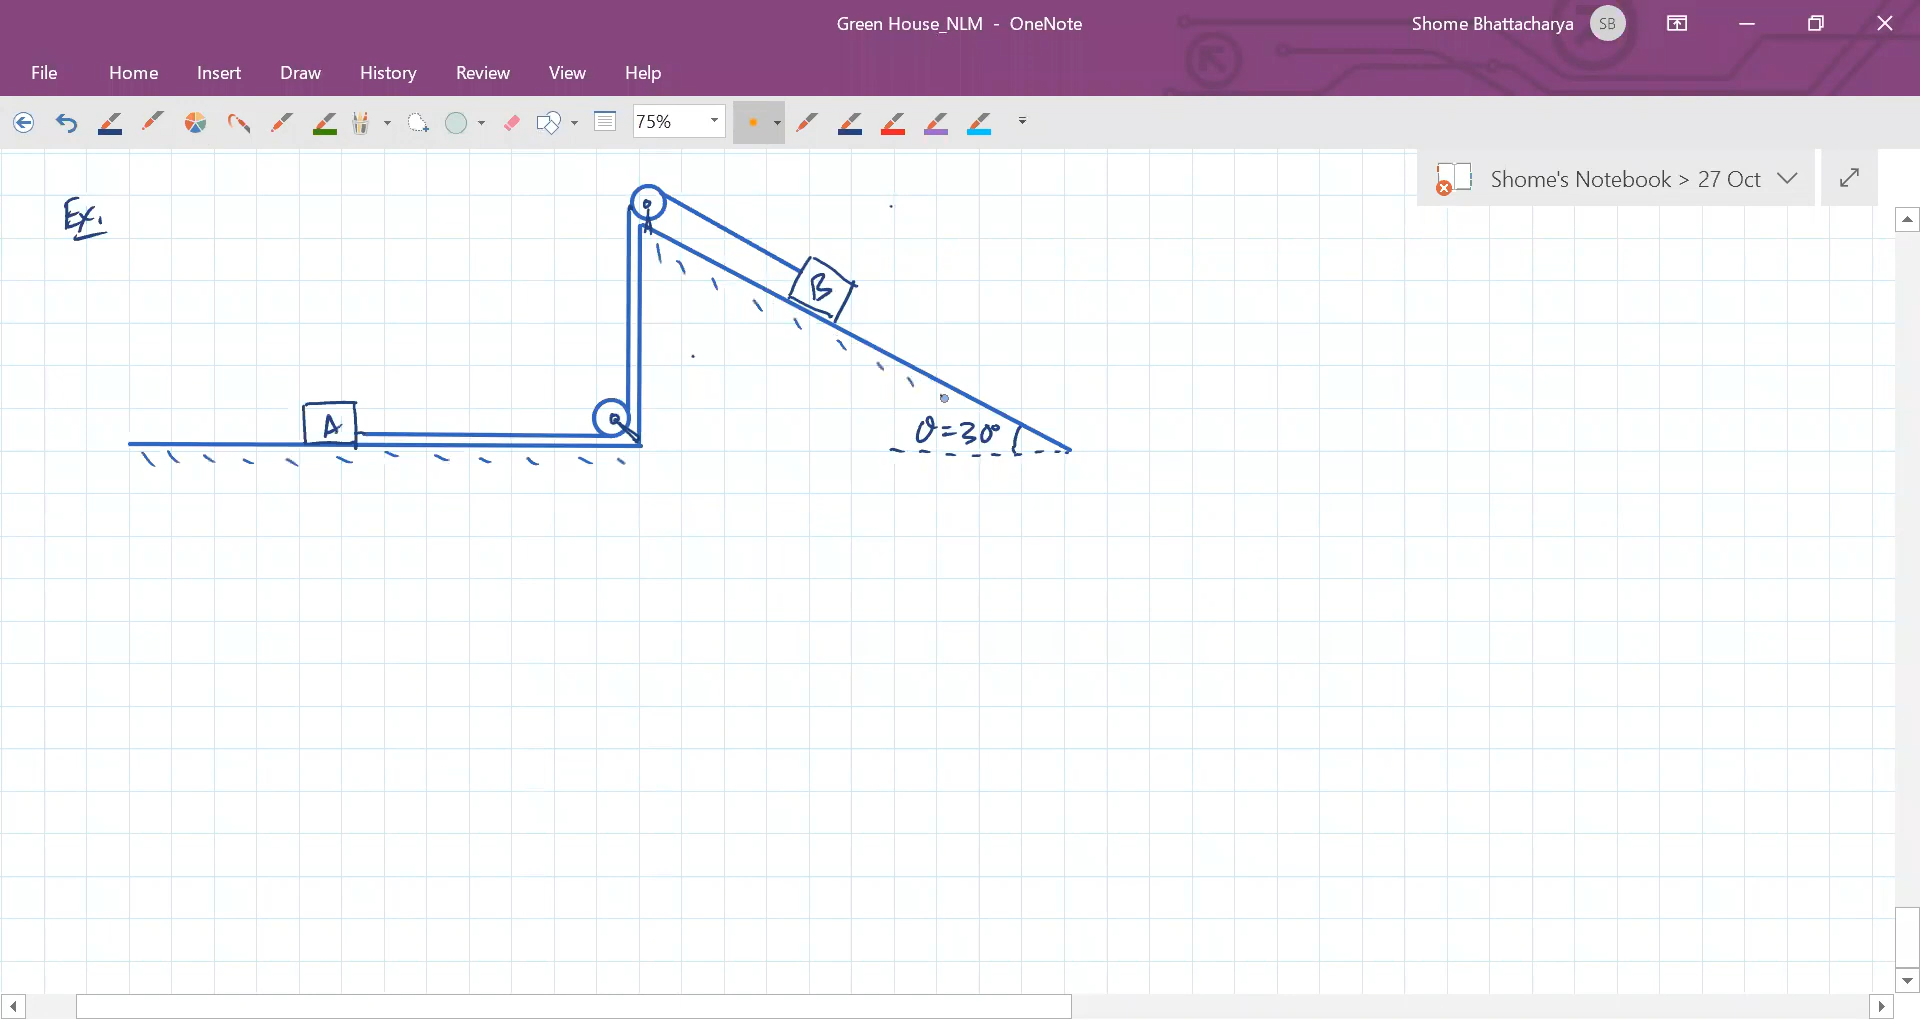 Green House_NLM - OneNote
Shome Bhattacharya SB
File Home Insert Draw History Review View Help
75%
Shome's Notebook > 27 Oct
Ex.
B
A
θ=30°